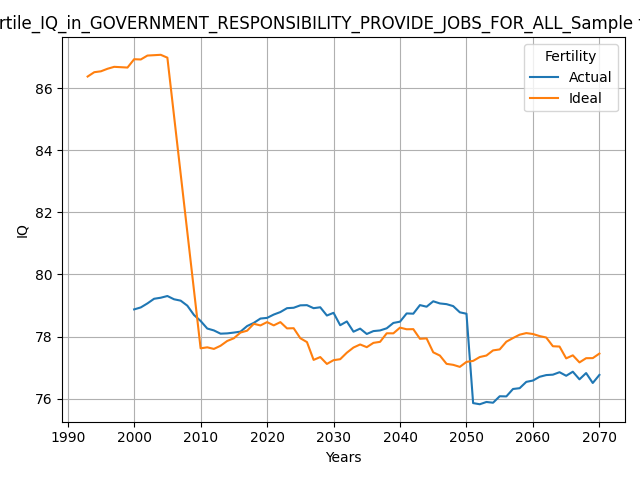 rtile_IQ_in_GOVERNMENT_RESPONSIBILITY_PROVIDE_JOBS_FOR_ALL_Sample
Fertility
Actual
Ideal
86
84
82
80
78
76
IQ
1990 2000 2010 2020 2030 2040 2050 2060 2070
Years